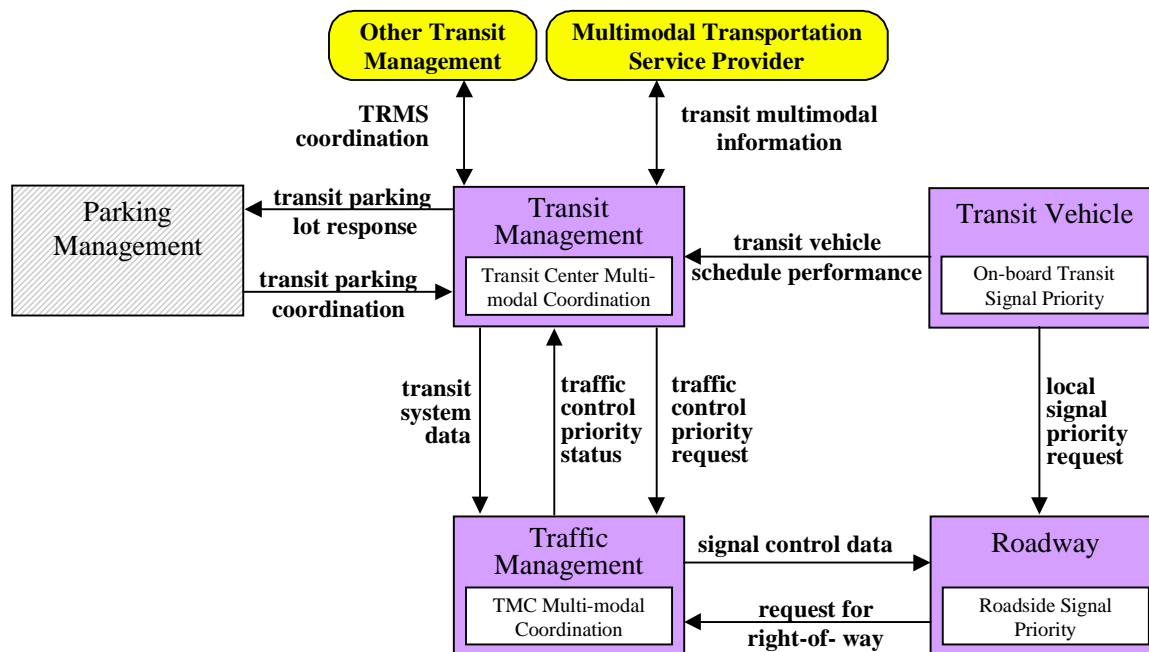 Other Transit
Management
Multimodal Transportation
Service Provider
TRMS
coordination
transit multimodal
information
transit parking
lot response
Parking
Management
transit parking
coordination
Transit
Management
Transit Center Multi-
modal Coordination
transit vehicle
schedule performance
Transit Vehicle
On-board Transit
Signal Priority
transit
system
data
traffic
control
priority
status
traffic
control
priority
request
local
signal
priority
request
Traffic
Management
TMC Multi-modal
Coordination
signal control data
request for
right-of- way
Roadway
Roadside Signal
Priority